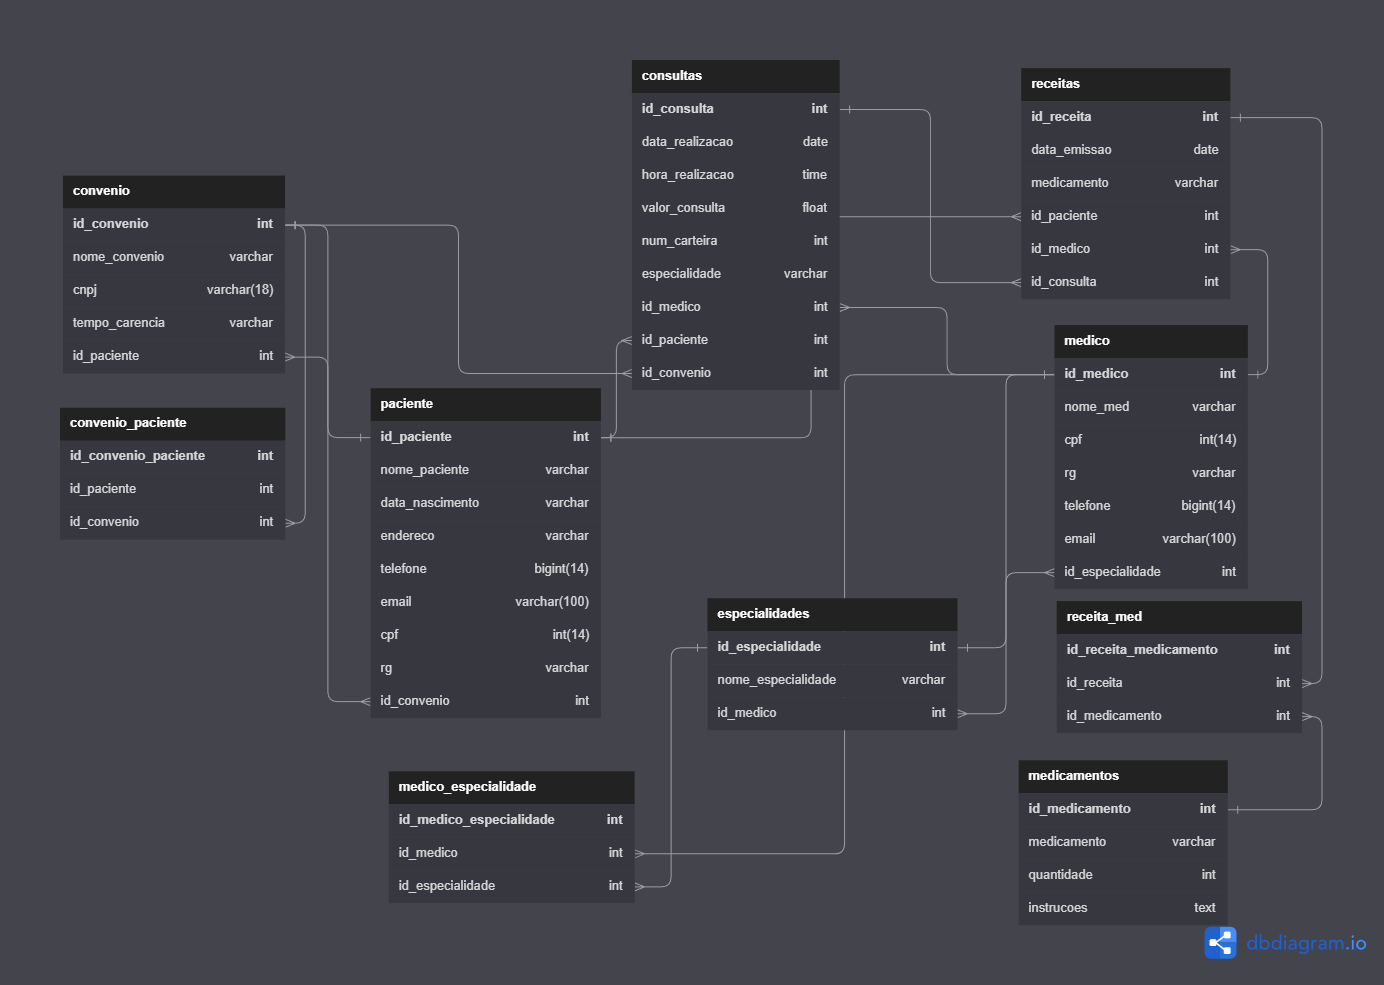 consultas
id_consulta int
data_realizacao date
hora_realizacao time
valor_consulta float
num_carteira int
especialidade varchar
id_medico int
id_paciente int
id_convenio int
receitas
id_receita int
data_emissao date
medicamento varchar
id_paciente int
id_medico int
id_consulta int
convenio
id_convenio int
nome_convenio varchar
cnpj varchar(18)
tempo_carencia varchar
id_paciente int
convenio_paciente
id_convenio_paciente int
id_paciente int
id_convenio int
paciente
id_paciente int
nome_paciente varchar
data_nascimento varchar
endereco varchar
telefone bigint(14)
email varchar(100)
cpf int(14)
rg varchar
id_convenio int
medico
id_medico int
nome_med varchar
cpf int(14)
rg varchar
telefone bigint(14)
email varchar(100)
id_especialidade int
especialidades
id_especialidade int
nome_especialidade varchar
id_medico int
receita_med
id_receita_medicamento int
id_receita int
id_medicamento int
medico_especialidade
id_medico_especialidade int
id_medico int
id_especialidade int
medicamentos
id_medicamento int
medicamento varchar
quantidade int
instrucoes text
dbdiagram.io